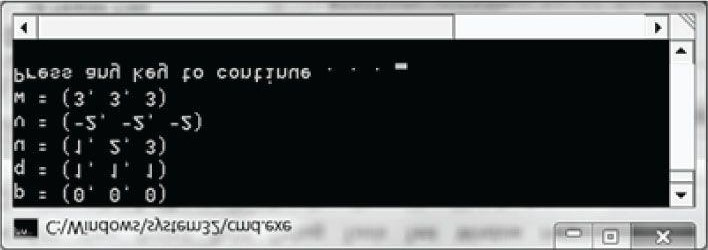 C:\Windows\system32\cmd.exe
p = (0, 0, 0)
q = (1, 1, 1)
u = (1, 2, 3)
v = (-2, -2, -2)
w = (3, 3, 3)
Press any key to continue . . .